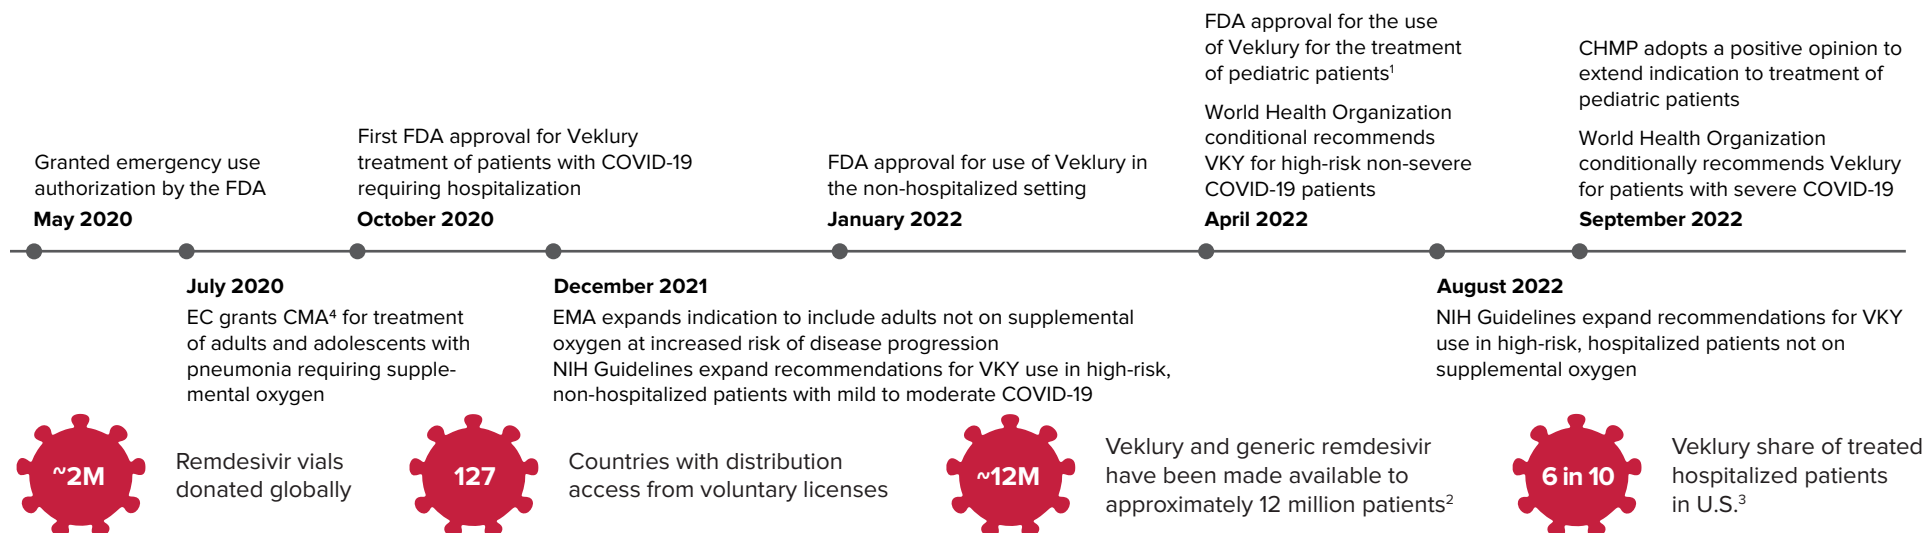 Granted emergency use
authorization by the FDA
May 2020
July 2020
EC grants CMA⁴ for treatment
of adults and adolescents with
pneumonia requiring supple-
mental oxygen
First FDA approval for Veklury
treatment of patients with COVID-19
requiring hospitalization
October 2020
December 2021
EMA expands indication to include adults not on supplemental
oxygen at increased risk of disease progression
NIH Guidelines expand recommendations for VKY use in high-risk,
non-hospitalized patients with mild to moderate COVID-19
FDA approval for use of Veklury in
the non-hospitalized setting
January 2022
FDA approval for the use
of Veklury for the treatment
of pediatric patients¹
World Health Organization
conditional recommends
VKY for high-risk non-severe
COVID-19 patients
April 2022
August 2022
NIH Guidelines expand recommendations for VKY
use in high-risk, hospitalized patients not on
supplemental oxygen
CHMP adopts a positive opinion to
extend indication to treatment of
pediatric patients
World Health Organization
conditionally recommends Veklury
for patients with severe COVID-19
September 2022
~2M
Remdesivir vials
donated globally
127
Countries with distribution
access from voluntary licenses
~12M
Veklury and generic remdesivir
have been made available to
approximately 12 million patients²
6 in 10
Veklury share of treated
hospitalized patients
in U.S.³